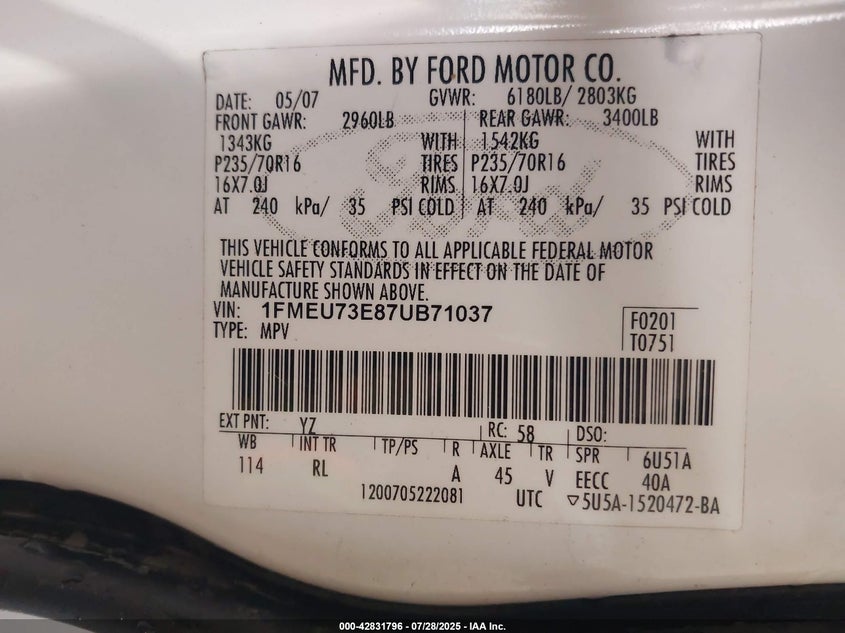 MFD. BY FORD MOTOR CO.
DATE: 05/07 GVWR: 6180LB/ 2803KG
FRONT GAWR: 2960LB REAR GAWR: 3400LB
1343KG WITH 1542KG WITH
P235/70R16 TIRES P235/70R16 TIRES
16X7.0J RIMS 16X7.0J RIMS
AT 240 kPa/ 35 PSI COLD AT 240 kPa/ 35 PSI COLD
THIS VEHICLE CONFORMS TO ALL APPLICABLE FEDERAL MOTOR
VEHICLE SAFETY STANDARDS IN EFFECT ON THE DATE OF
MANUFACTURE SHOWN ABOVE.
VIN: 1FMEU73E87UB71037 F0201
TYPE: MPV T0751
EXT PNT: YZ RC: 58 DSO:
WB INT TR TP/PS R AXLE TR SPR 6U51A
114 RL A 45 V EECC 40A
1200705222081 UTC ▽5U5A-1520472-BA
Ford
000-42831796 - 07/28/2025 - IAA Inc.